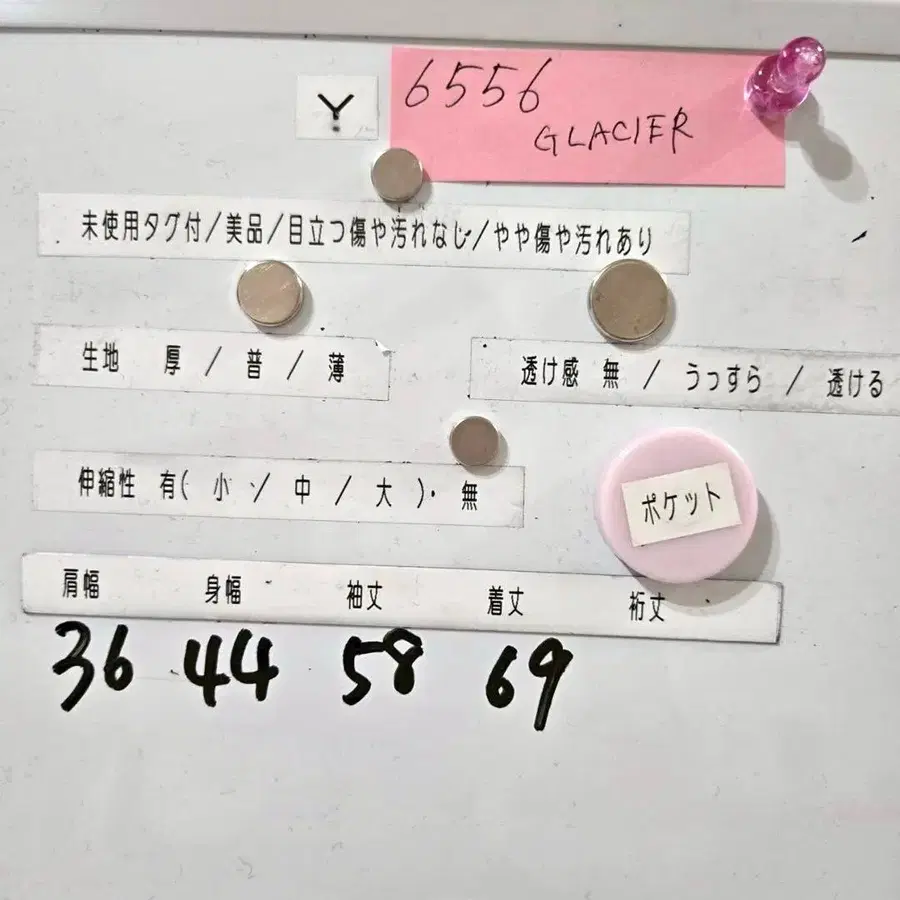 Y
6556
GLACIER
未使用タグ付/美品/目立つ傷や汚れなし/やや傷や汚れあり
生地 厚 / 普 / 薄
透け感 無 / うっすら / 透ける
伸縮性 有( 小 / 中 / 大 )・ 無
ポケット
肩幅 身幅 袖丈 着丈 裄丈
36 44 58 69